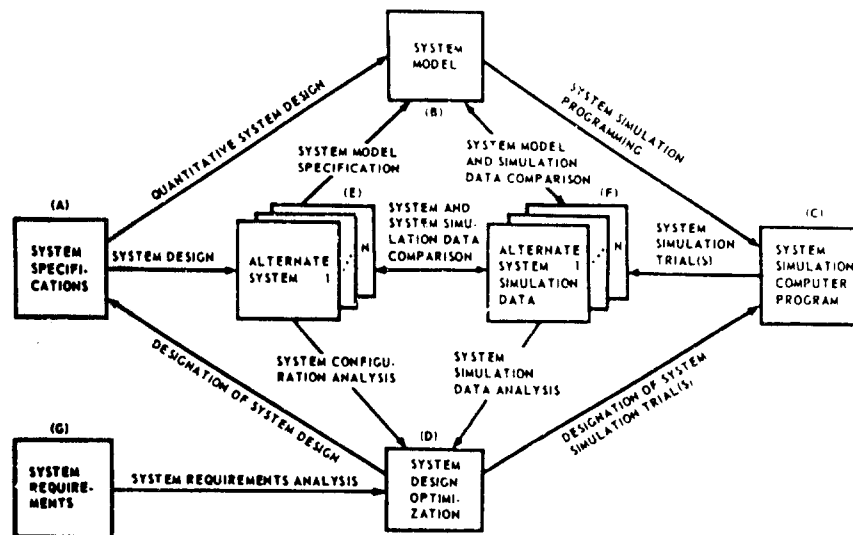 SYSTEM
MODEL
(B)
QUANTITATIVE SYSTEM DESIGN
SYSTEM SIMULATION
PROGRAMMING
SYSTEM MODEL
SPECIFICATION
SYSTEM MODEL
AND SIMULATION
DATA COMPARISON
(A)
SYSTEM
SPECIFI-
CATIONS
SYSTEM DESIGN
(E)
ALTERNATE
SYSTEM 1
N
SYSTEM AND
SYSTEM SIMU-
LATION DATA
COMPARISON
(F)
ALTERNATE
SYSTEM 1
SIMULATION
DATA
N
SYSTEM
SIMULATION
TRIAL(S)
(C)
SYSTEM
SIMULATION
COMPUTER
PROGRAM
DESIGNATION OF SYSTEM DESIGN
SYSTEM CONFIGU-
RATION ANALYSIS
SYSTEM
SIMULATION
DATA ANALYSIS
DESIGNATION OF SYSTEM
SIMULATION TRIAL(S)
(G)
SYSTEM
REQUIRE-
MENTS
SYSTEM REQUIREMENTS ANALYSIS
(D)
SYSTEM
DESIGN
OPTIMI-
ZATION